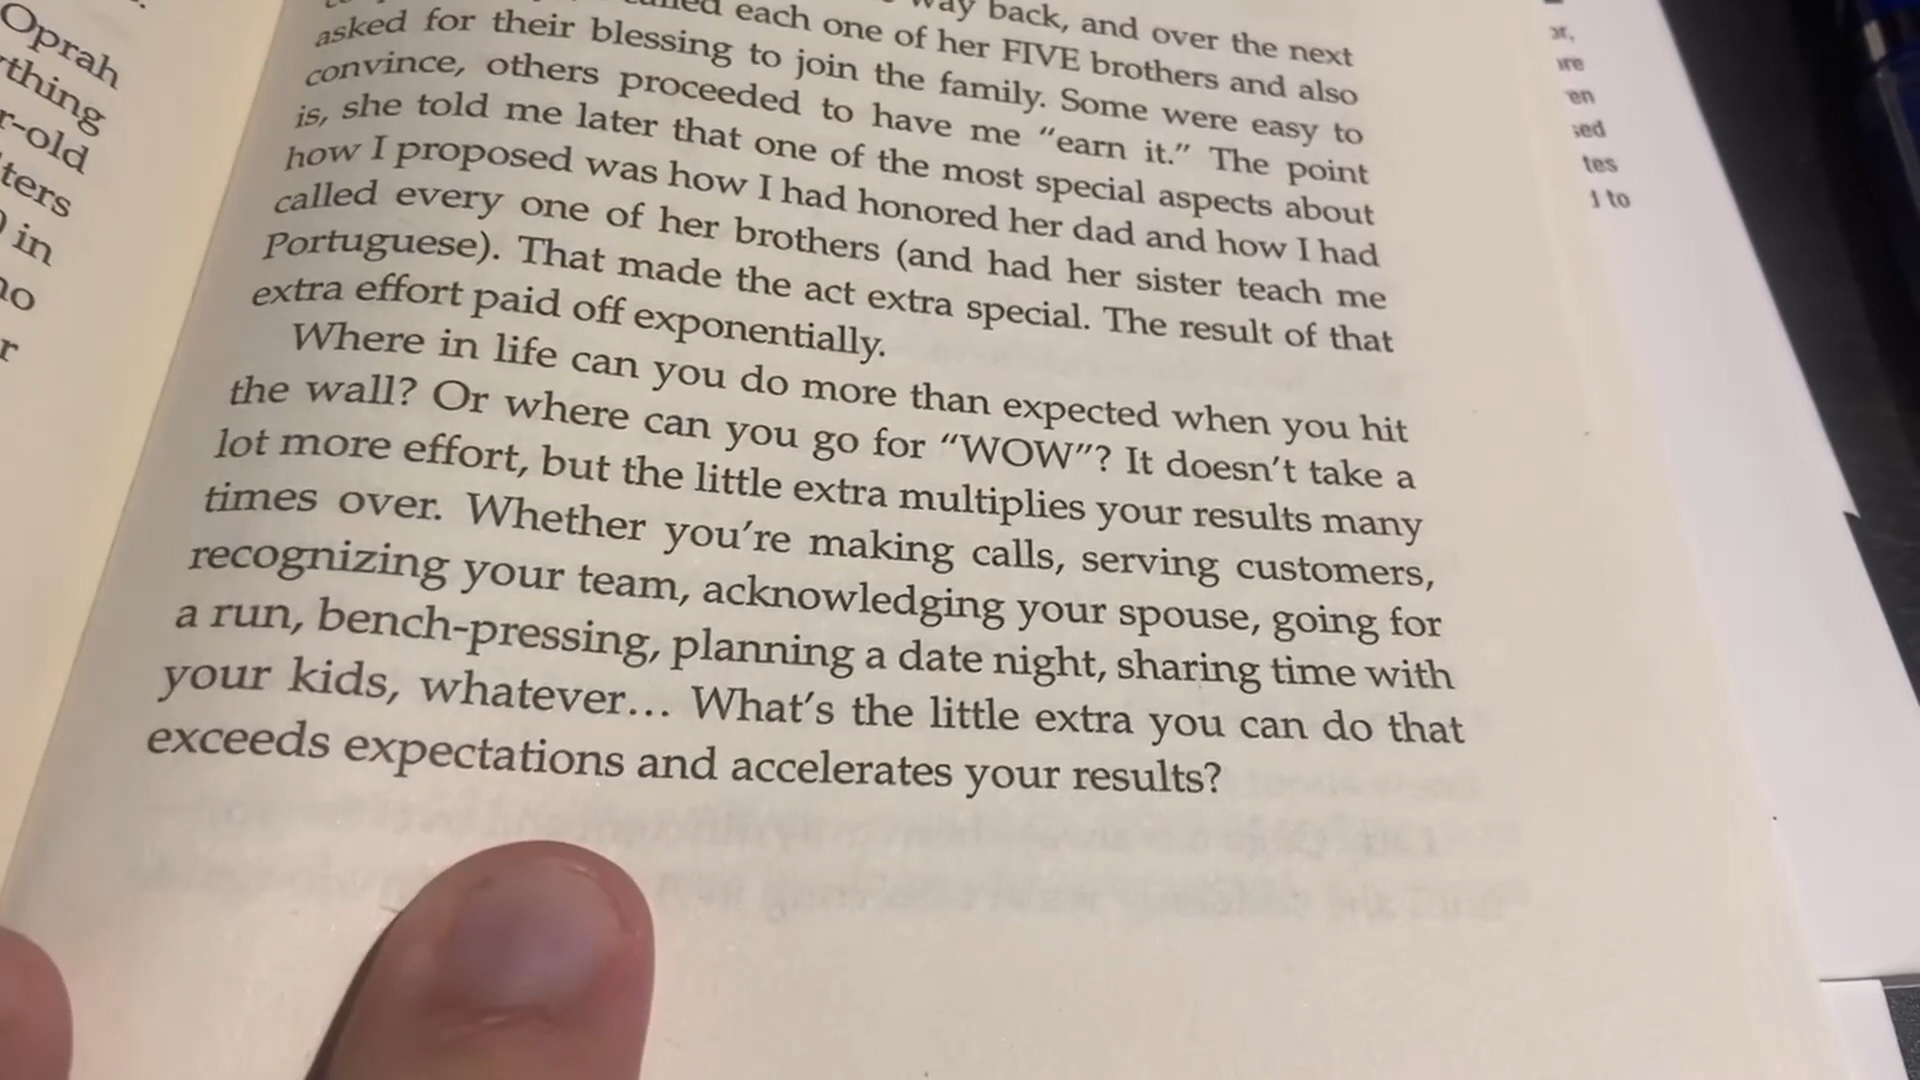 Oprah
thing
r-old
ters
in
no
r
way back, and over the next
each one of her FIVE brothers and also
asked for their blessing to join the family. Some were easy to
convince, others proceeded to have me “earn it.” The point
is, she told me later that one of the most special aspects about
how I proposed was how I had honored her dad and how I had
called every one of her brothers (and had her sister teach me
Portuguese). That made the act extra special. The result of that
extra effort paid off exponentially.
Where in life can you do more than expected when you hit
the wall? Or where can you go for “WOW”? It doesn’t take a
lot more effort, but the little extra multiplies your results many
times over. Whether you’re making calls, serving customers,
recognizing your team, acknowledging your spouse, going for
a run, bench-pressing, planning a date night, sharing time with
your kids, whatever… What’s the little extra you can do that
exceeds expectations and accelerates your results?
or,
ire
en
sed
tes
to